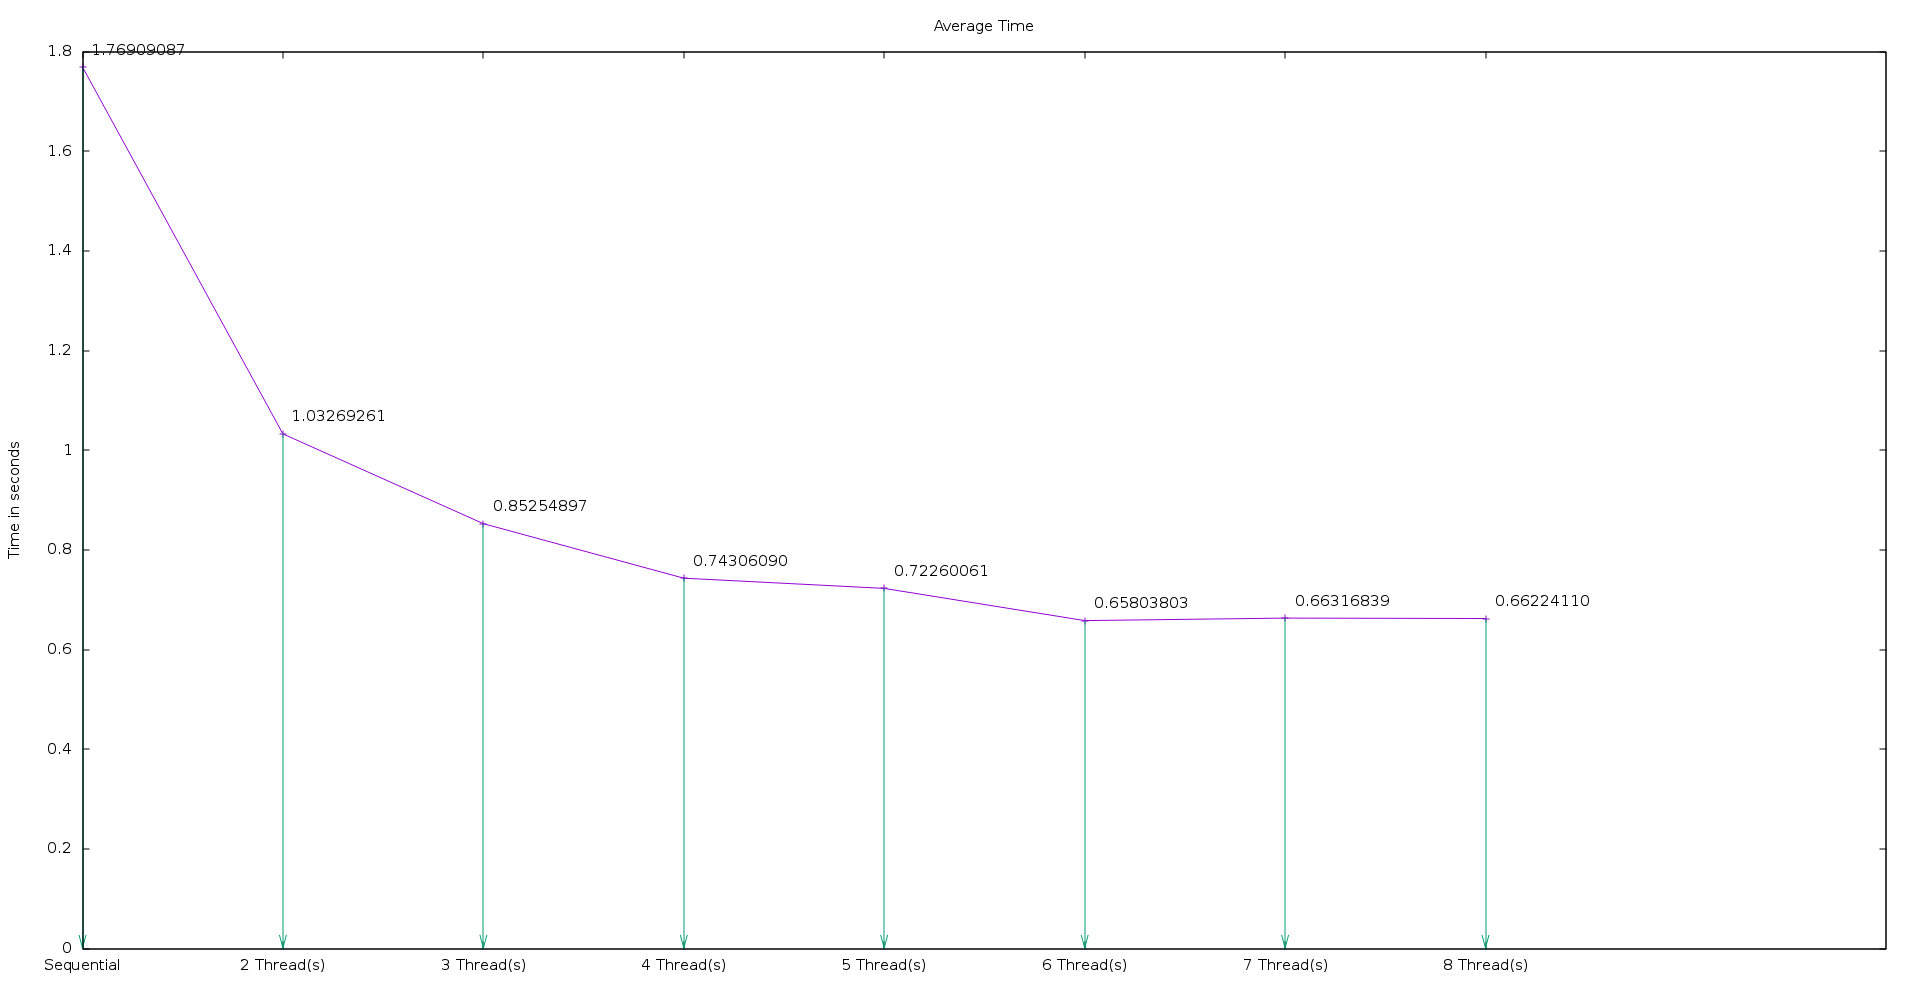 Average Time
1.8
1.76909087
1.6
1.4
1.2
1.03269261
1
Time in seconds
0.85254897
0.8
0.74306090
0.72260061
0.65803803
0.66316839
0.66224110
0.6
0.4
0.2
0
Sequential
2 Thread(s)
3 Thread(s)
4 Thread(s)
5 Thread(s)
6 Thread(s)
7 Thread(s)
8 Thread(s)